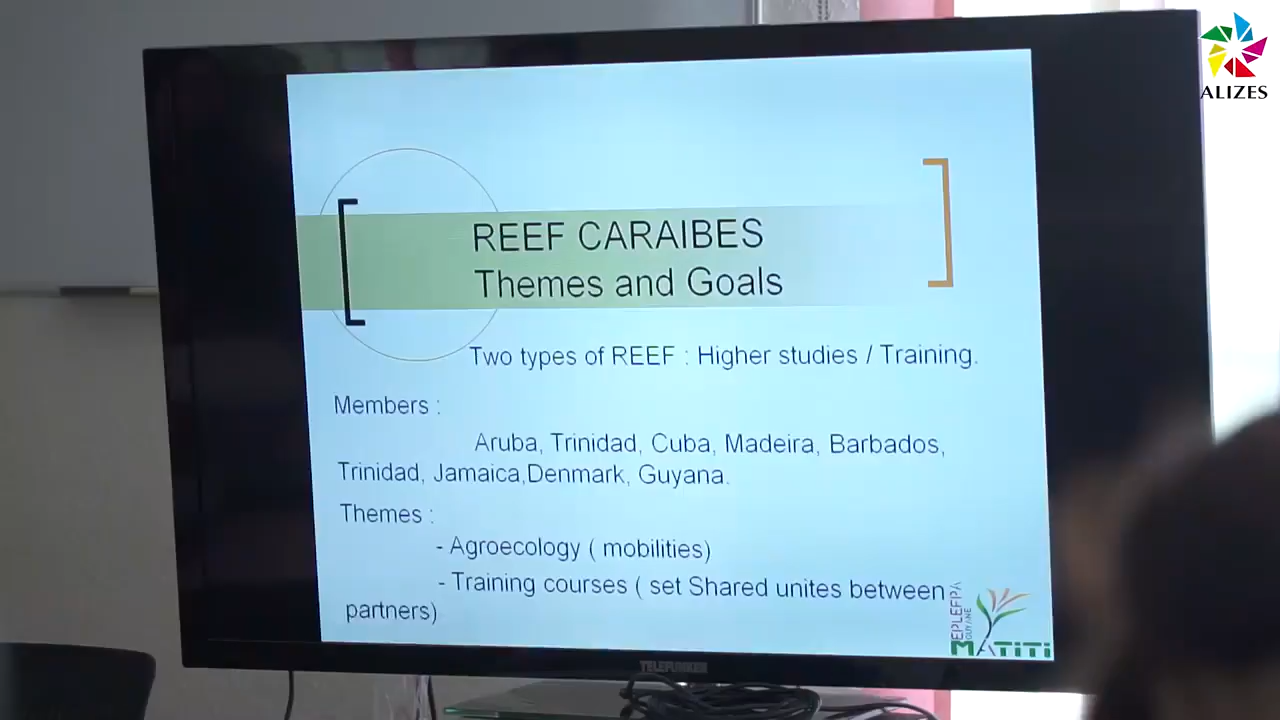 ALIZES
REEF CARAIBES
Themes and Goals
Two types of REEF : Higher studies / Training.
Members :
Aruba, Trinidad, Cuba, Madeira, Barbados,
Trinidad, Jamaica,Denmark, Guyana.
Themes :
- Agroecology ( mobilities)
- Training courses ( set Shared unites between
partners)
EPLEFPA
GUYANE
MATiTi
TELEFUNKEN